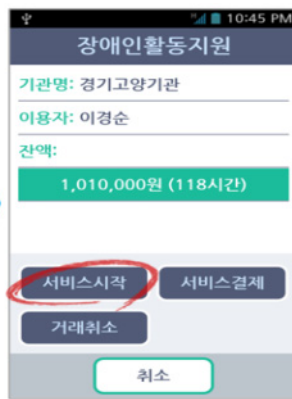 10:45 PM
장애인활동지원
기관명: 경기고양기관
이용자: 이경순
잔액:
1,010,000원 (118시간)
서비스시작 서비스결제
거래취소
취소